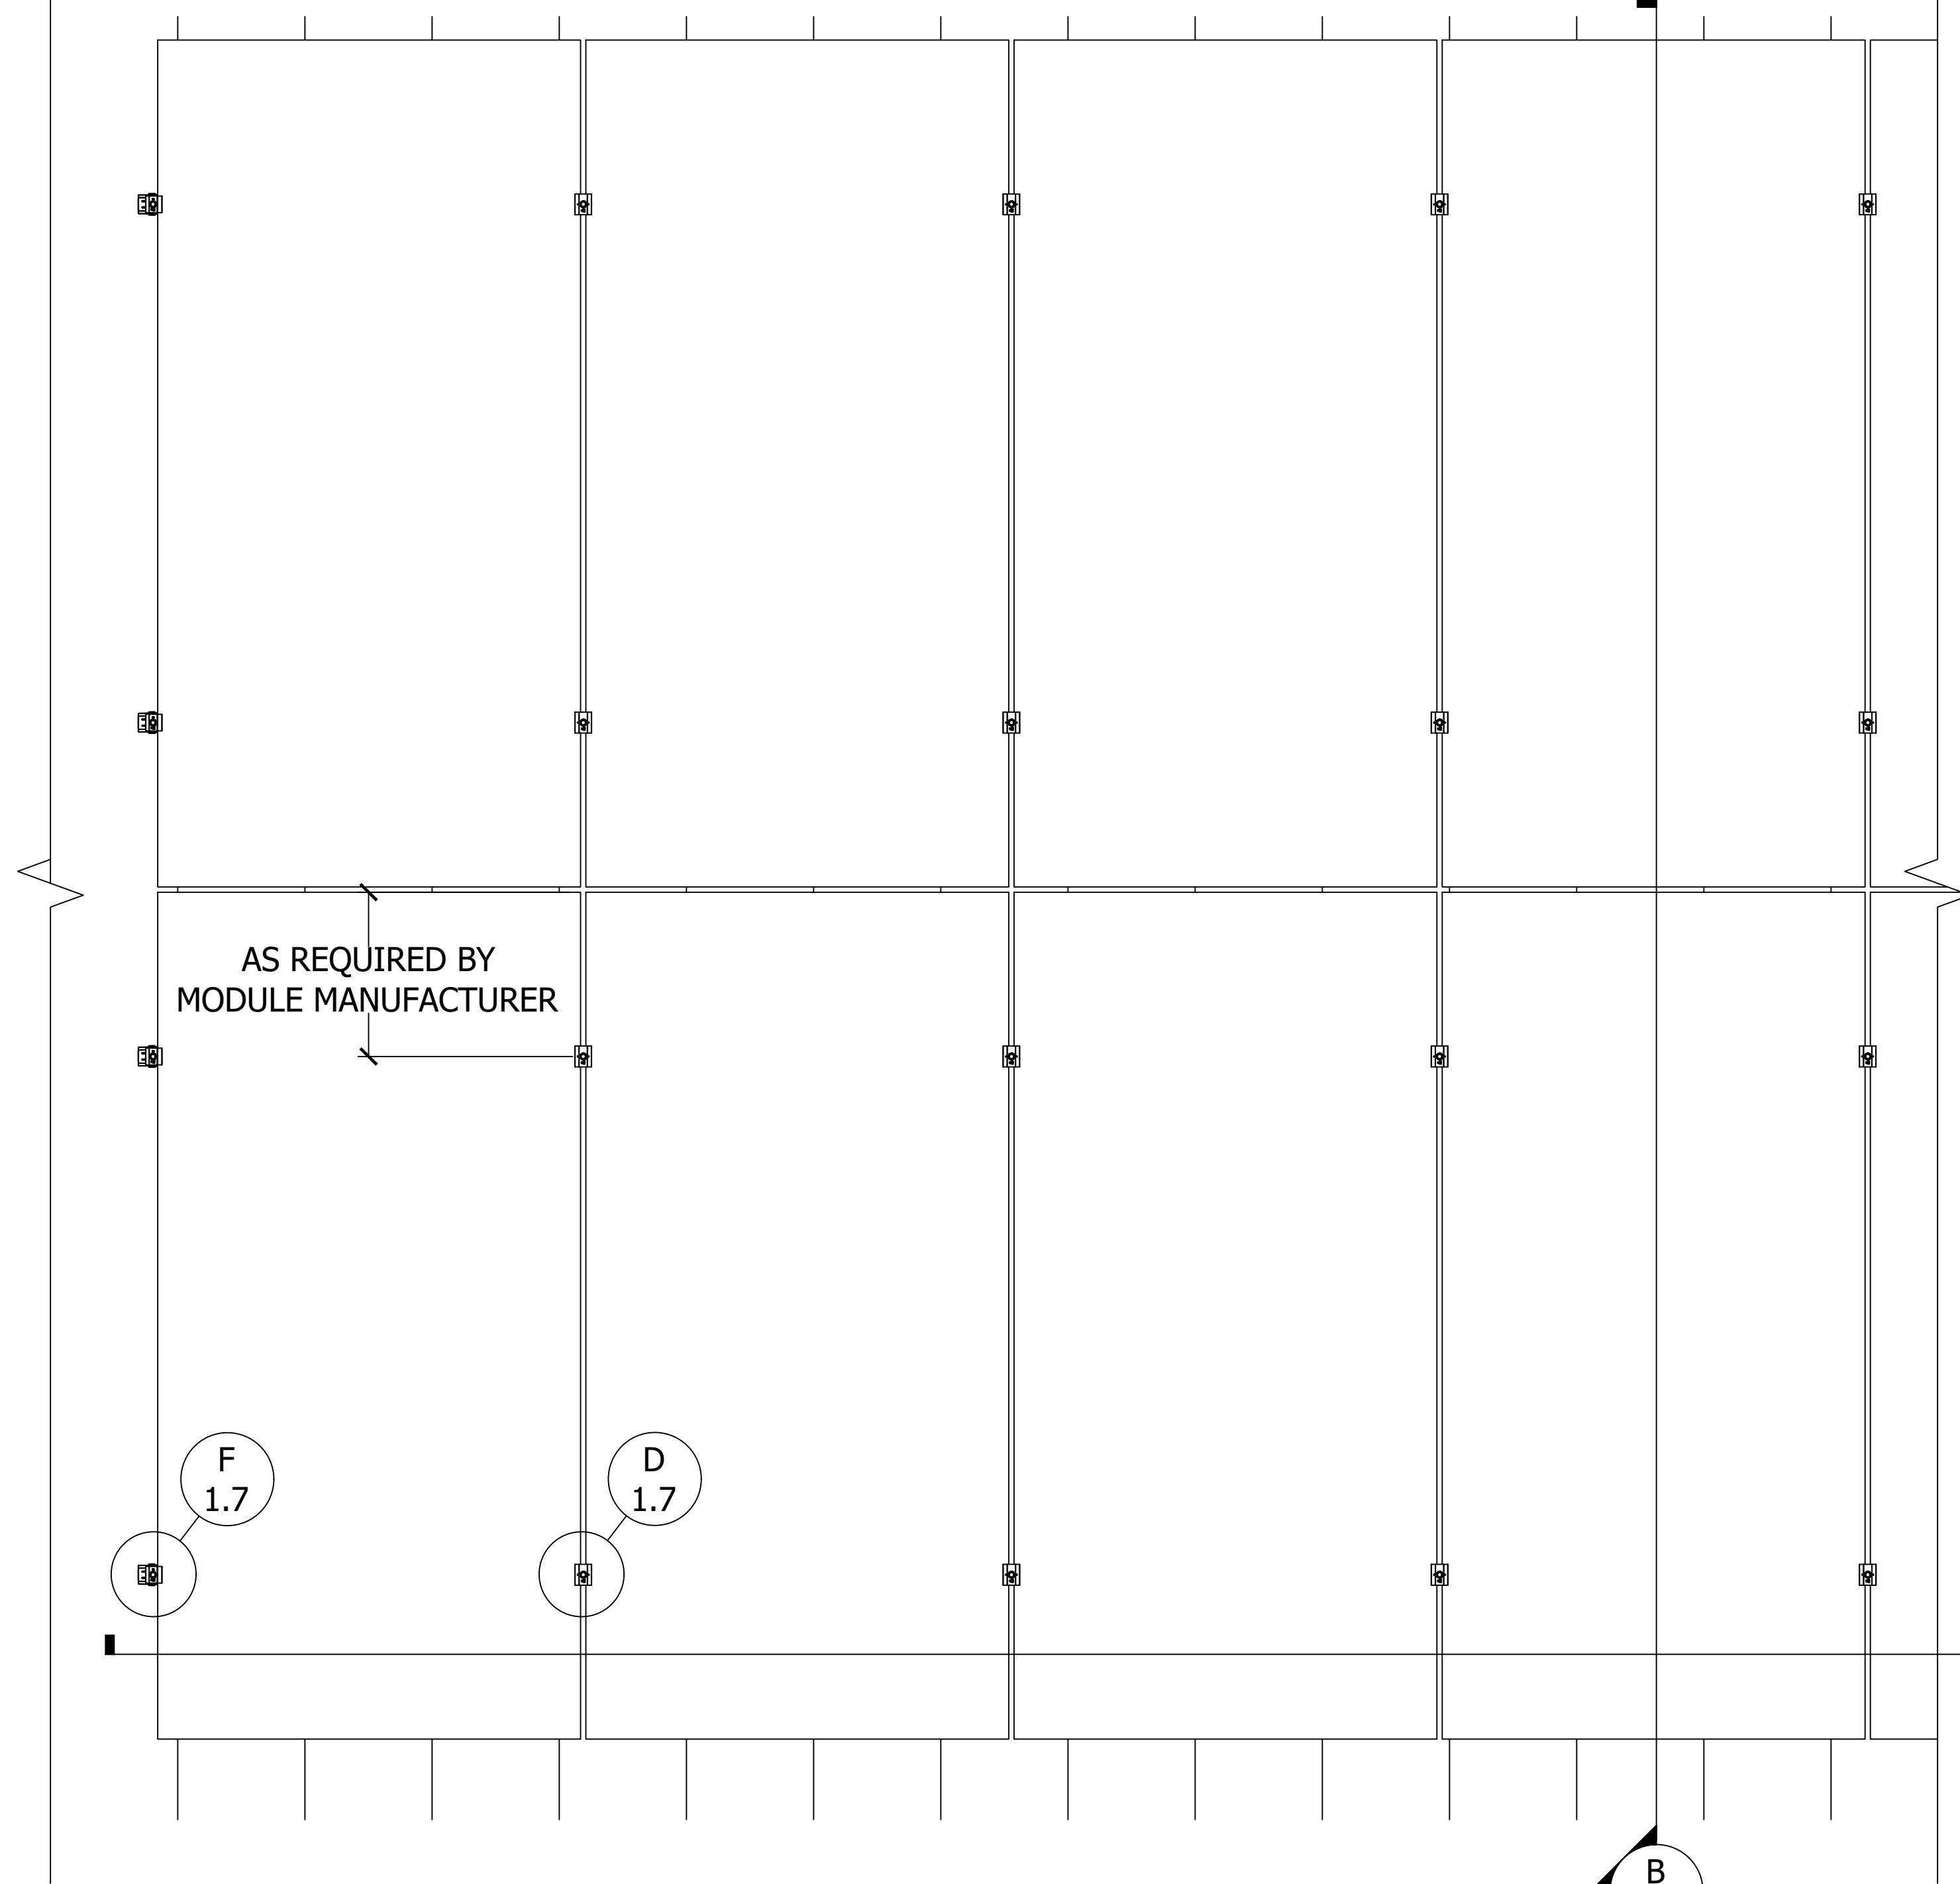 AS REQUIRED BY
MODULE MANUFACTURER
F
1.7
D
1.7
B